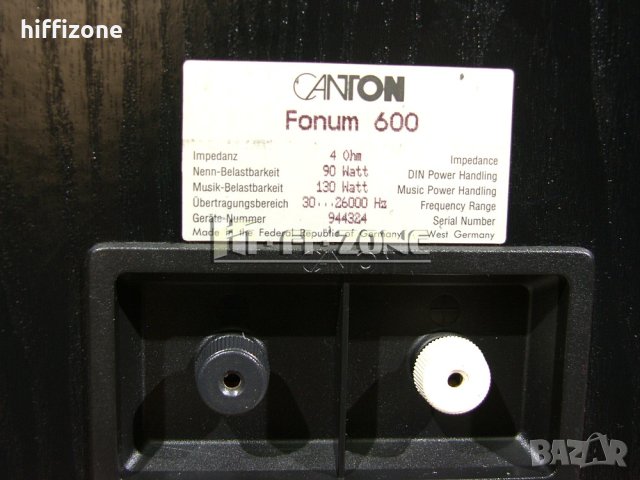 hiffizone
CANTON
Fonum 600
Impedanz 4 Ohm Impedance
Nenn-Belastbarkeit 90 Watt DIN Power Handling
Musik-Belastbarkeit 130 Watt Music Power Handling
Übertragungsbereich 30...26000 Hz Frequency Range
Geräte-Nummer 944324 Serial Number
Made in the Federal Republic of Germany West Germany
HI-FI-ZONE
BAZAR